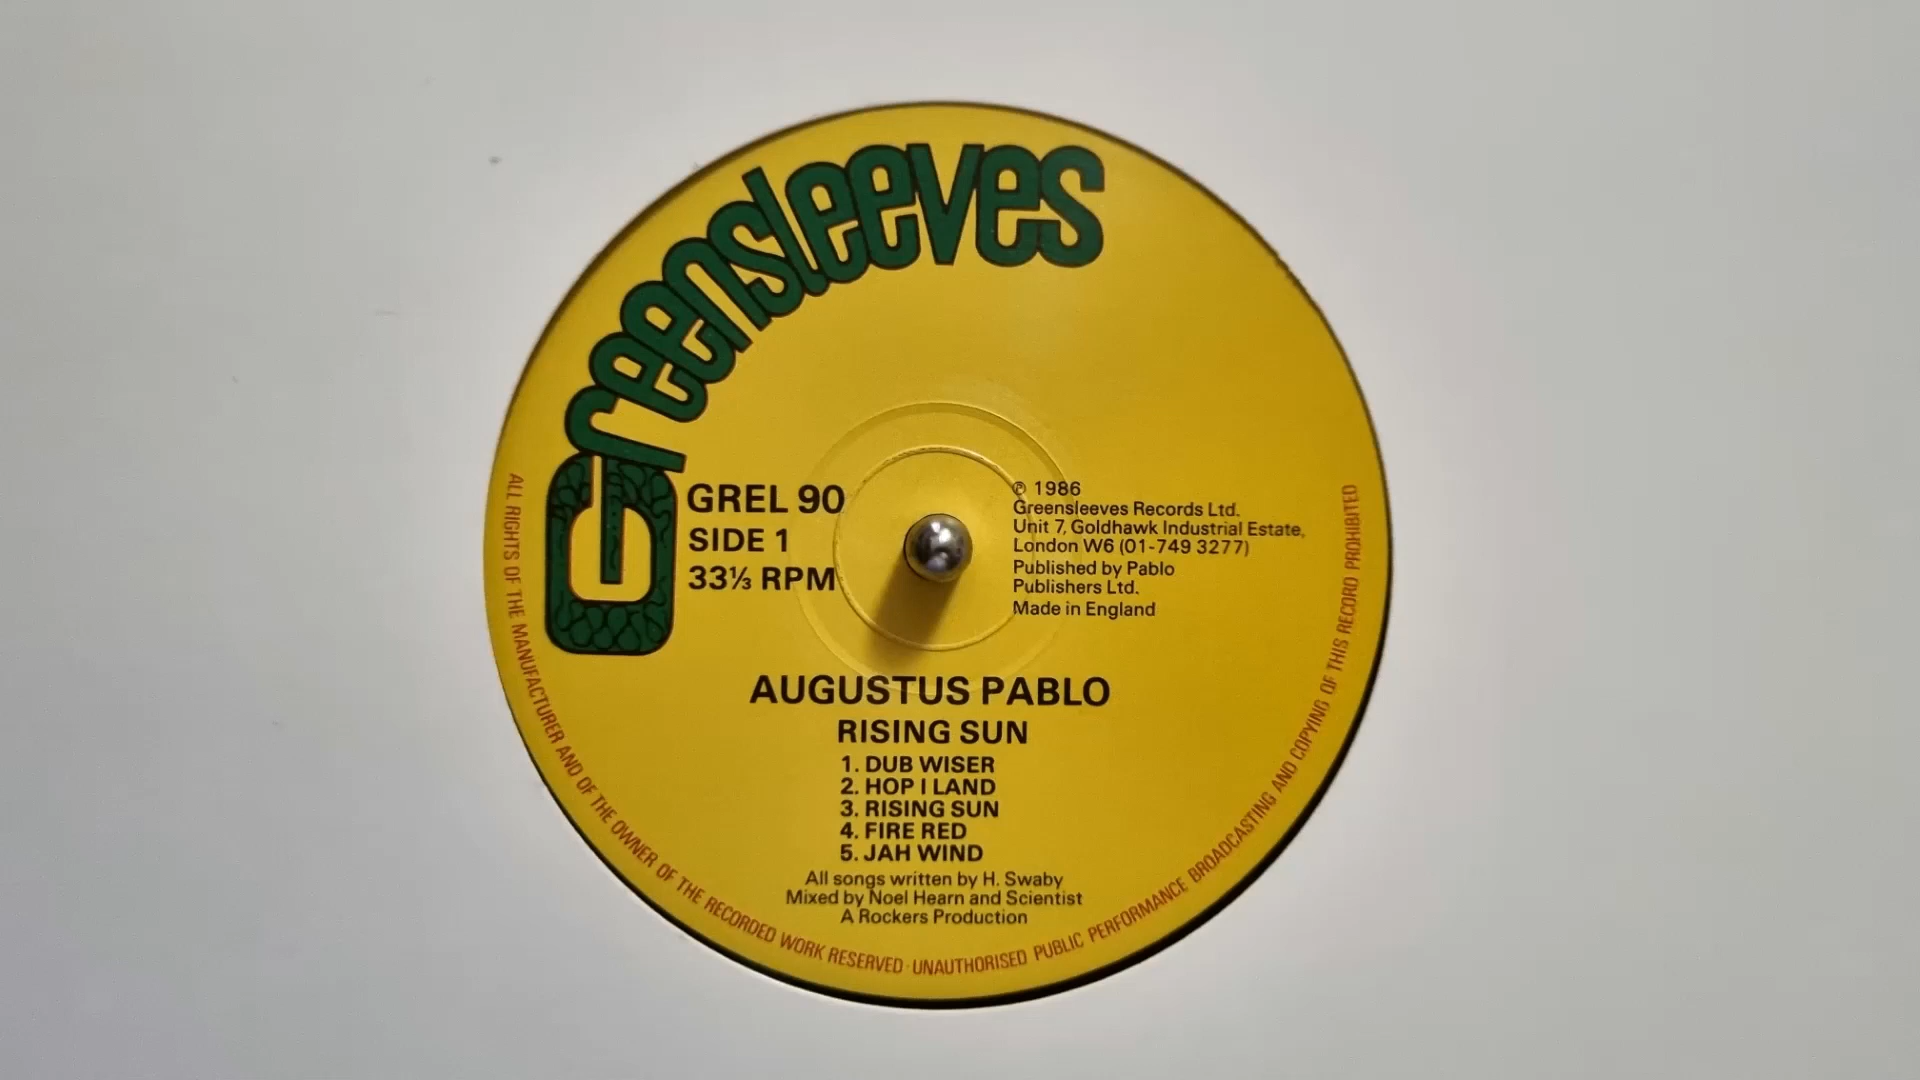 Greensleeves
GREL 90
SIDE 1
33⅓ RPM
℗ 1986
Greensleeves Records Ltd.
Unit 7, Goldhawk Industrial Estate,
London W6 (01-749 3277)
Published by Pablo
Publishers Ltd.
Made in England
AUGUSTUS PABLO
RISING SUN
1. DUB WISER
2. HOP I LAND
3. RISING SUN
4. FIRE RED
5. JAH WIND
All songs written by H. Swaby
Mixed by Noel Hearn and Scientist
A Rockers Production
ALL RIGHTS OF THE MANUFACTURER AND OF THE OWNER OF THE RECORDED WORK RESERVED · UNAUTHORISED PUBLIC PERFORMANCE BROADCASTING AND COPYING OF THIS RECORD PROHIBITED